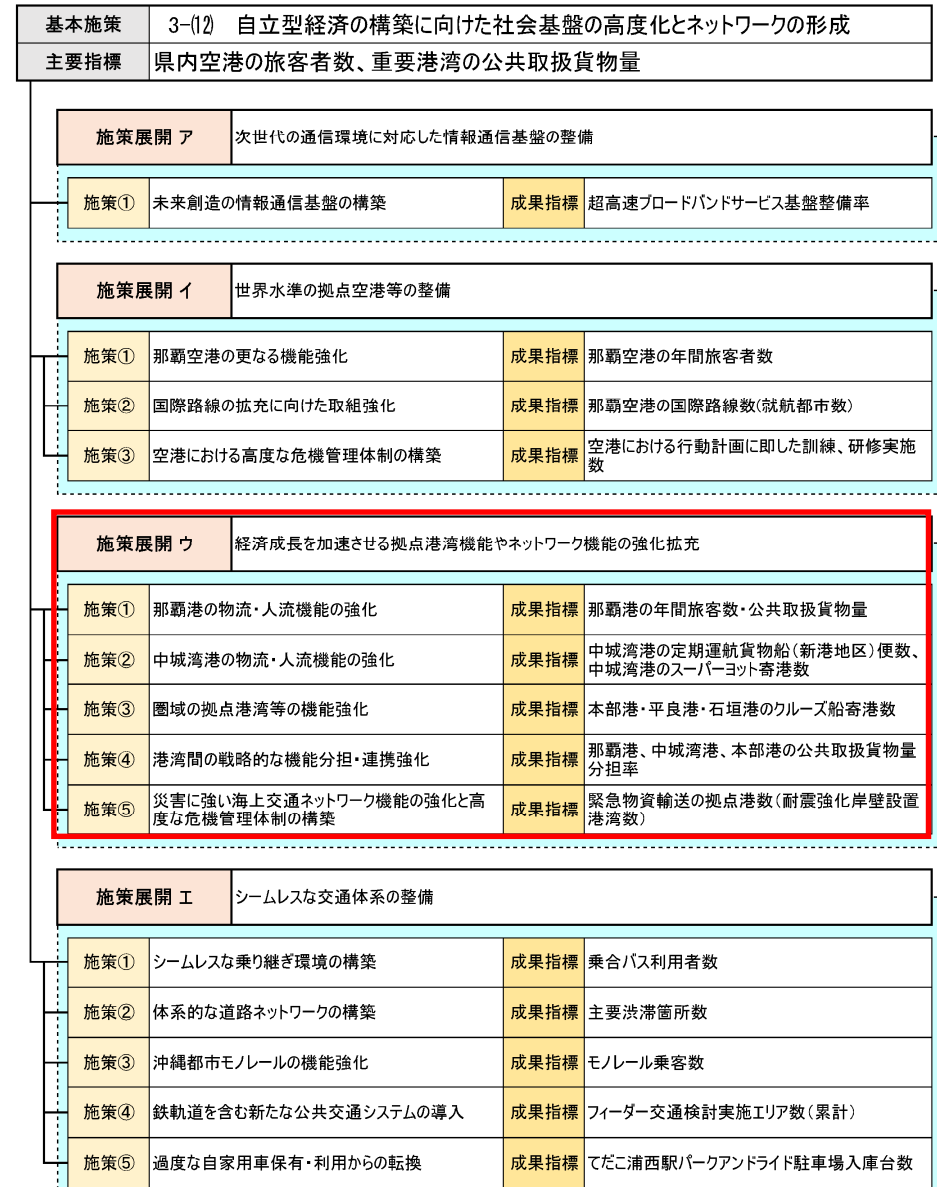 基本施策 3-⑿ 自立型経済の構築に向けた社会基盤の高度化とネットワークの形成
主要指標 県内空港の旅客者数、重要港湾の公共取扱貨物量
施策展開 ア 次世代の通信環境に対応した情報通信基盤の整備
施策① 未来創造の情報通信基盤の構築 成果指標 超高速ブロードバンドサービス基盤整備率
施策展開 イ 世界水準の拠点空港等の整備
施策① 那覇空港の更なる機能強化 成果指標 那覇空港の年間旅客者数
施策② 国際路線の拡充に向けた取組強化 成果指標 那覇空港の国際路線数(就航都市数)
施策③ 空港における高度な危機管理体制の構築 成果指標 空港における行動計画に即した訓練、研修実施
数
施策展開 ウ 経済成長を加速させる拠点港湾機能やネットワーク機能の強化拡充
施策① 那覇港の物流・人流機能の強化 成果指標 那覇港の年間旅客数・公共取扱貨物量
施策② 中城湾港の物流・人流機能の強化 成果指標 中城湾港の定期運航貨物船(新港地区)便数、
中城湾港のスーパーヨット寄港数
施策③ 圏域の拠点港湾等の機能強化 成果指標 本部港・平良港・石垣港のクルーズ船寄港数
施策④ 港湾間の戦略的な機能分担・連携強化 成果指標 那覇港、中城湾港、本部港の公共取扱貨物量
分担率
施策⑤ 災害に強い海上交通ネットワーク機能の強化と高
度な危機管理体制の構築 成果指標 緊急物資輸送の拠点港数(耐震強化岸壁設置
港湾数)
施策展開 エ シームレスな交通体系の整備
施策① シームレスな乗り継ぎ環境の構築 成果指標 乗合バス利用者数
施策② 体系的な道路ネットワークの構築 成果指標 主要渋滞箇所数
施策③ 沖縄都市モノレールの機能強化 成果指標 モノレール乗客数
施策④ 鉄軌道を含む新たな公共交通システムの導入 成果指標 フィーダー交通検討実施エリア数(累計)
施策⑤ 過度な自家用車保有・利用からの転換 成果指標 てだこ浦西駅パークアンドライド駐車場入庫台数